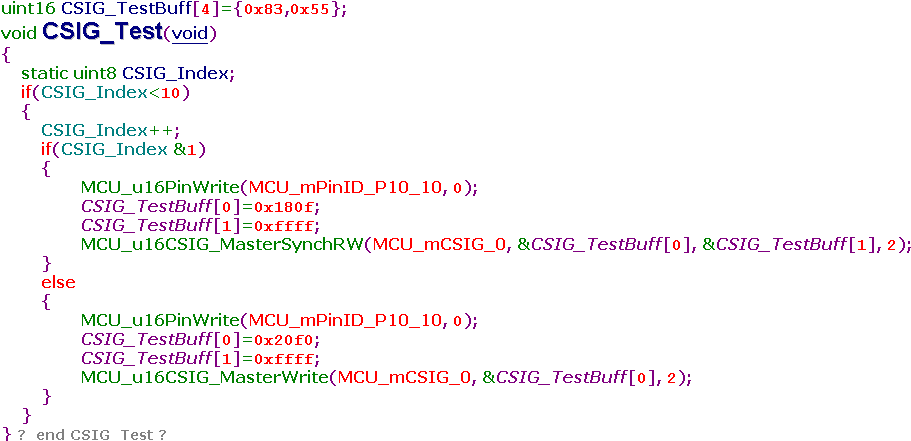 uint16 CSIG_TestBuff[4]={0x83,0x55};
void CSIG_Test(void)
{
static uint8 CSIG_Index;
if(CSIG_Index<10)
{
CSIG_Index++;
if(CSIG_Index &1)
{
MCU_u16PinWrite(MCU_mPinID_P10_10, 0);
CSIG_TestBuff[0]=0x180f;
CSIG_TestBuff[1]=0xffff;
MCU_u16CSIG_MasterSynchRW(MCU_mCSIG_0, &CSIG_TestBuff[0], &CSIG_TestBuff[1], 2);
}
else
{
MCU_u16PinWrite(MCU_mPinID_P10_10, 0);
CSIG_TestBuff[0]=0x20f0;
CSIG_TestBuff[1]=0xffff;
MCU_u16CSIG_MasterWrite(MCU_mCSIG_0, &CSIG_TestBuff[0], 2);
}
}
} ? end CSIG_Test ?